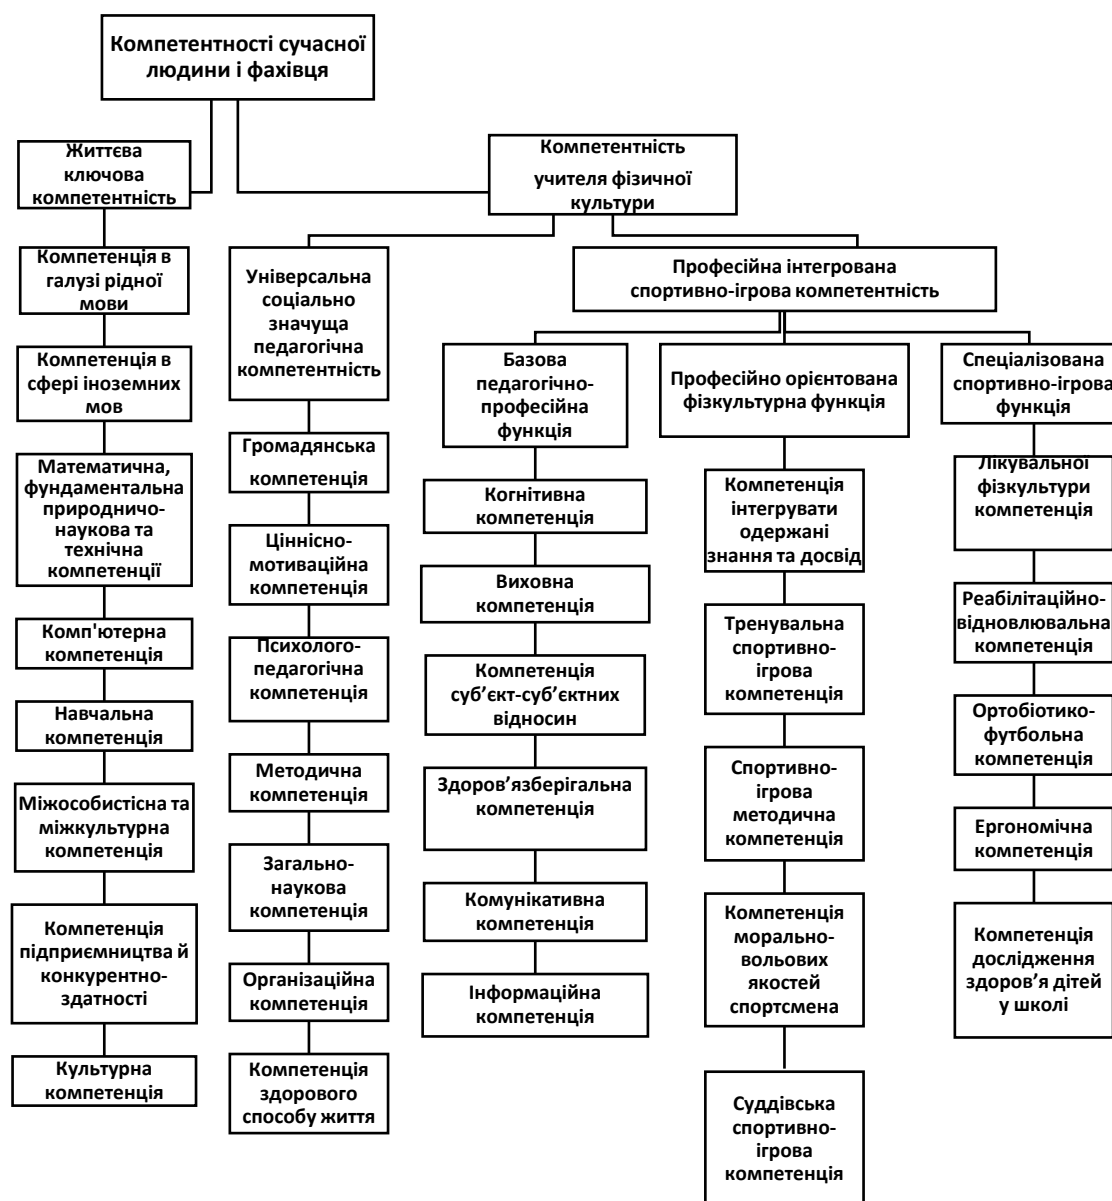 Компетентності сучасної
людини і фахівця
Життєва
ключова
компетентність
Компетентність
учителя фізичної
культури
Компетенція в
галузі рідної
мови
Компетенція в
сфері іноземних
мов
Математична,
фундаментальна
природничо-
наукова та
технічна
компетенції
Комп'ютерна
компетенція
Навчальна
компетенція
Міжособистісна та
міжкультурна
компетенція
Компетенція
підприємництва й
конкурентно-
здатності
Культурна
компетенція
Універсальна
соціально
значуща
педагогічна
компетентність
Громадянська
компетенція
Ціннісно-
мотиваційна
компетенція
Психолого-
педагогічна
компетенція
Методична
компетенція
Загально-
наукова
компетенція
Організаційна
компетенція
Компетенція
здорового
способу життя
Професійна інтегрована
спортивно-ігрова компетентність
Базова
педагогічно-
професійна
функція
Когнітивна
компетенція
Виховна
компетенція
Компетенція
суб’єкт-суб’єктних
відносин
Здоров’язберігальна
компетенція
Комунікативна
компетенція
Інформаційна
компетенція
Професійно орієнтована
фізкультурна функція
Компетенція
інтегрувати
одержані
знання та досвід
Тренувальна
спортивно-
ігрова
компетенція
Спортивно-
ігрова
методична
компетенція
Компетенція
морально-
вольових
якостей
спортсмена
Суддівська
спортивно-
ігрова
компетенція
Спеціалізована
спортивно-ігрова
функція
Лікувальної
фізкультури
компетенція
Реабілітаційно-
відновлювальна
компетенція
Ортобіотико-
футбольна
компетенція
Ергономічна
компетенція
Компетенція
дослідження
здоров’я дітей
у школі